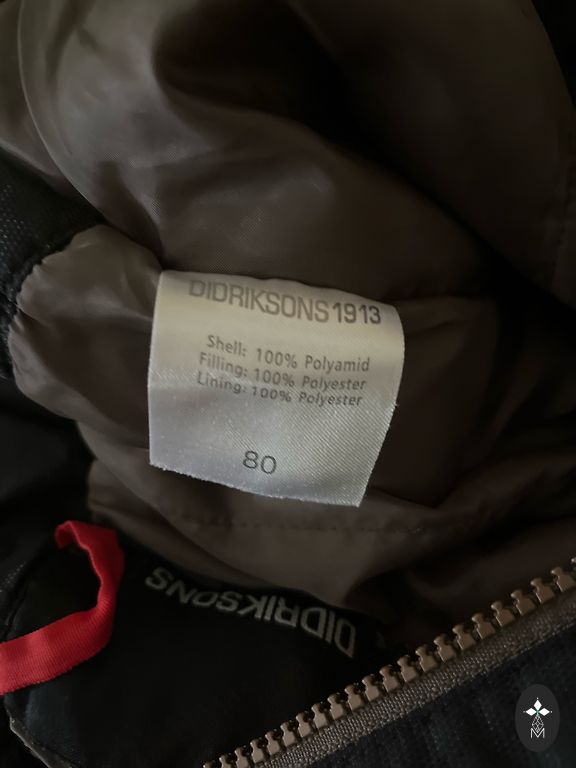 DIDRIKSONS1913
Shell: 100% Polyamid
Filling: 100% Polyester
Lining: 100% Polyester
80
DIDRIKSONS
M